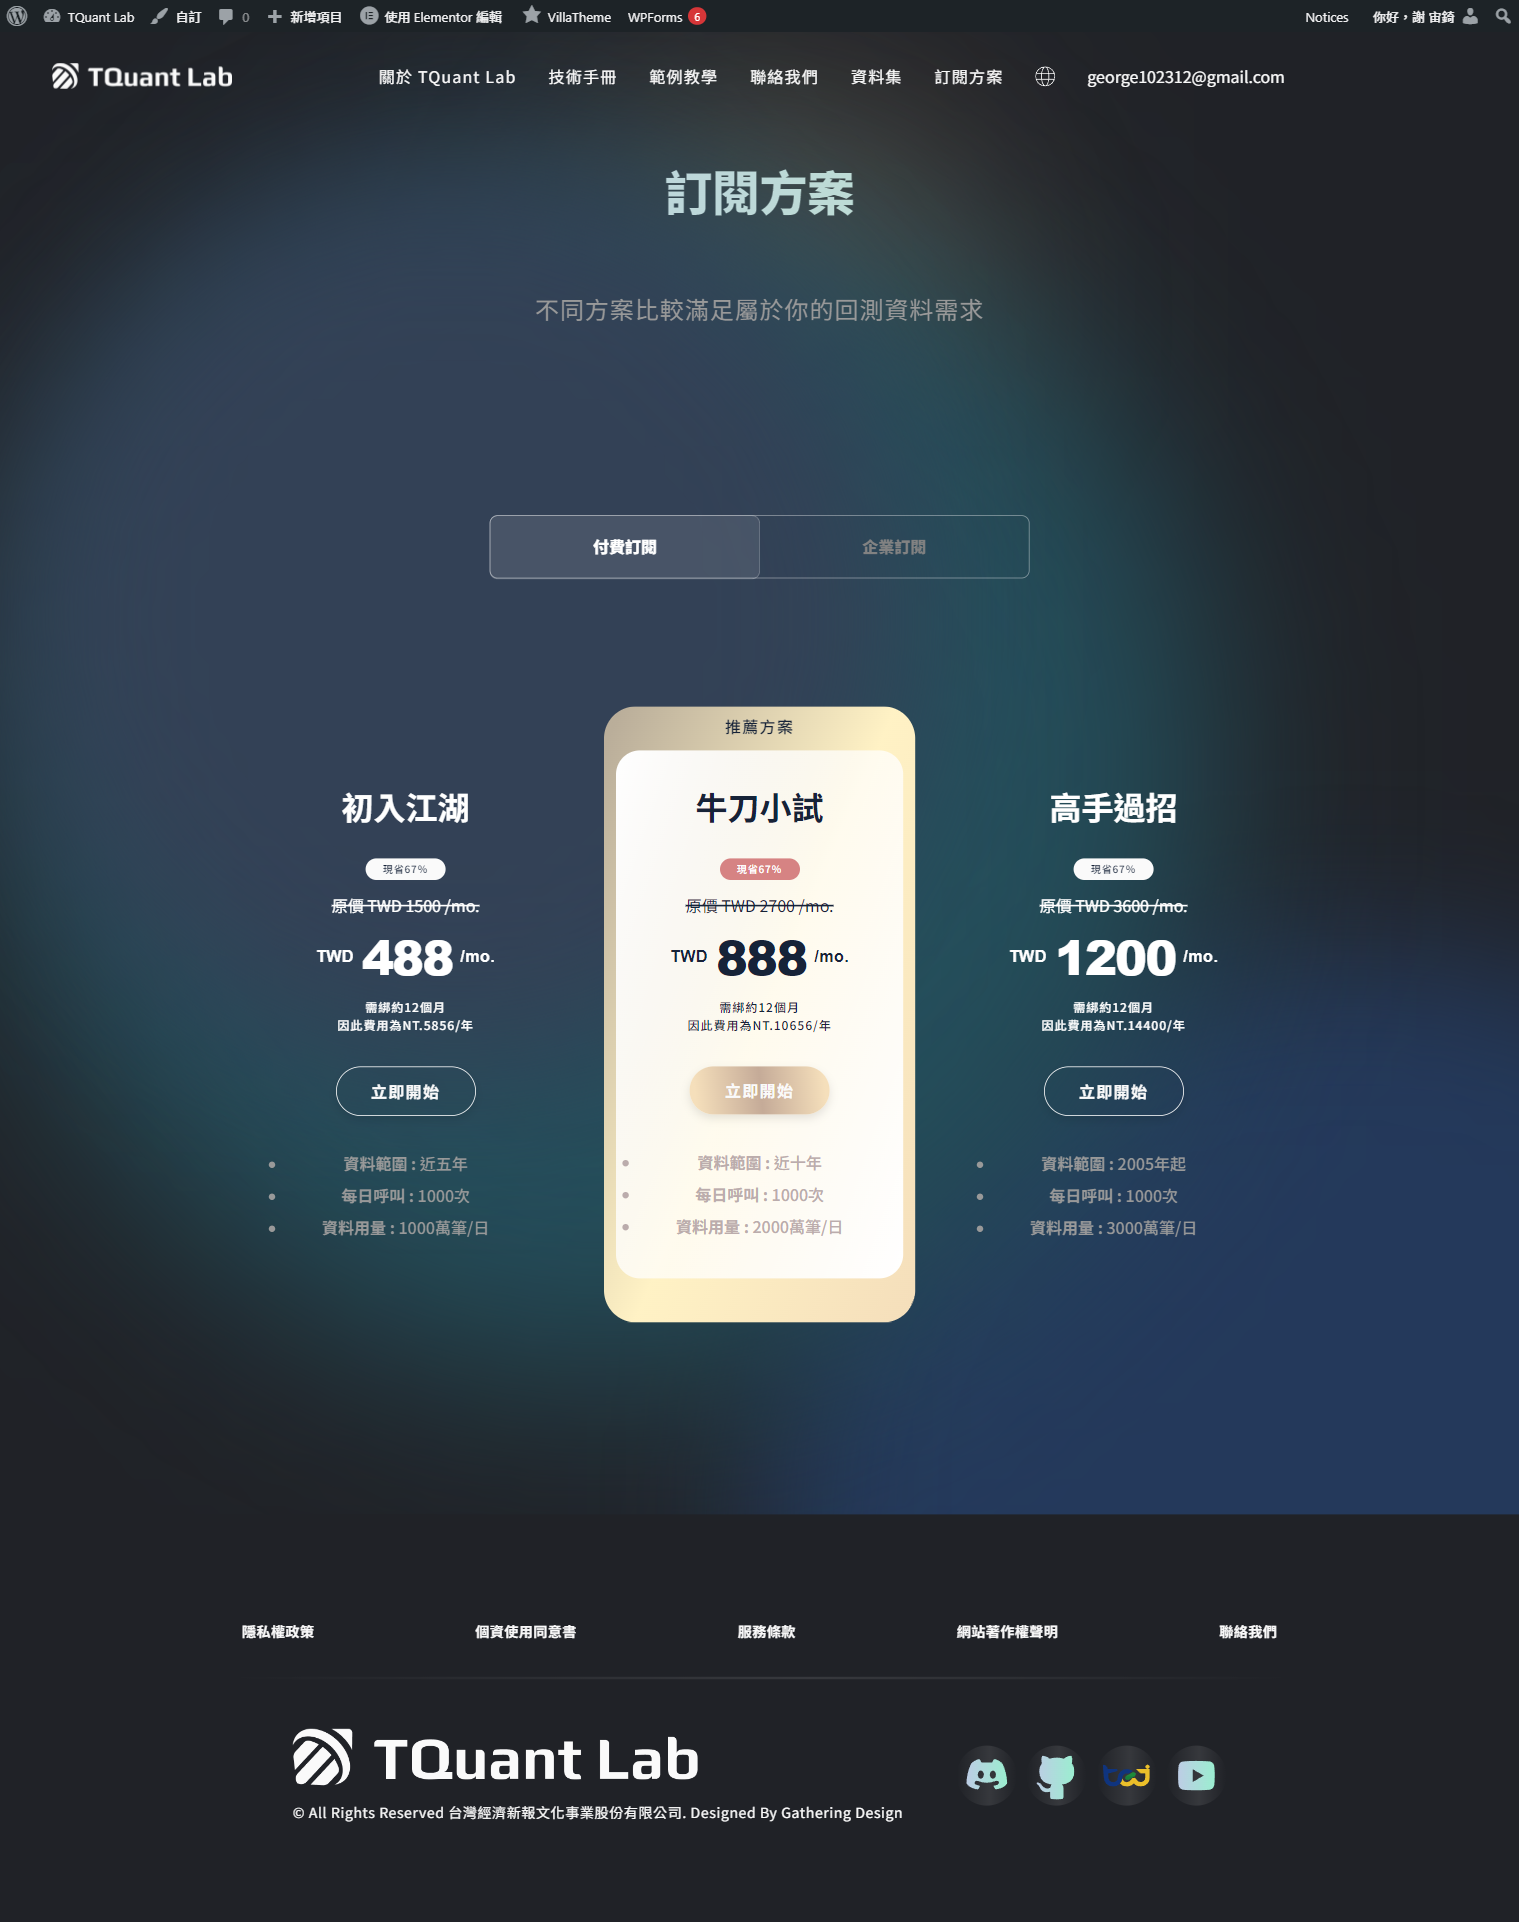 TQuant Lab 自訂 0 新增項目 使用 Elementor 編輯 VillaTheme WPForms 6 Notices 你好，謝 宙錡
TQuant Lab 關於 TQuant Lab 技術手冊 範例教學 聯絡我們 資料集 訂閱方案 george102312@gmail.com
訂閱方案
不同方案比較滿足屬於你的回測資料需求
付費訂閱 企業訂閱
初入江湖
現省67%
原價 TWD 1500 /mo.
TWD 488 /mo.
需綁約12個月
因此費用為NT.5856/年
立即開始
資料範圍 : 近五年
每日呼叫 : 1000次
資料用量 : 1000萬筆/日
推薦方案
牛刀小試
現省67%
原價 TWD 2700 /mo.
TWD 888 /mo.
需綁約12個月
因此費用為NT.10656/年
立即開始
資料範圍 : 近十年
每日呼叫 : 1000次
資料用量 : 2000萬筆/日
高手過招
現省67%
原價 TWD 3600 /mo.
TWD 1200 /mo.
需綁約12個月
因此費用為NT.14400/年
立即開始
資料範圍 : 2005年起
每日呼叫 : 1000次
資料用量 : 3000萬筆/日
隱私權政策 個資使用同意書 服務條款 網站著作權聲明 聯絡我們
TQuant Lab
© All Rights Reserved 台灣經濟新報文化事業股份有限公司. Designed By Gathering Design